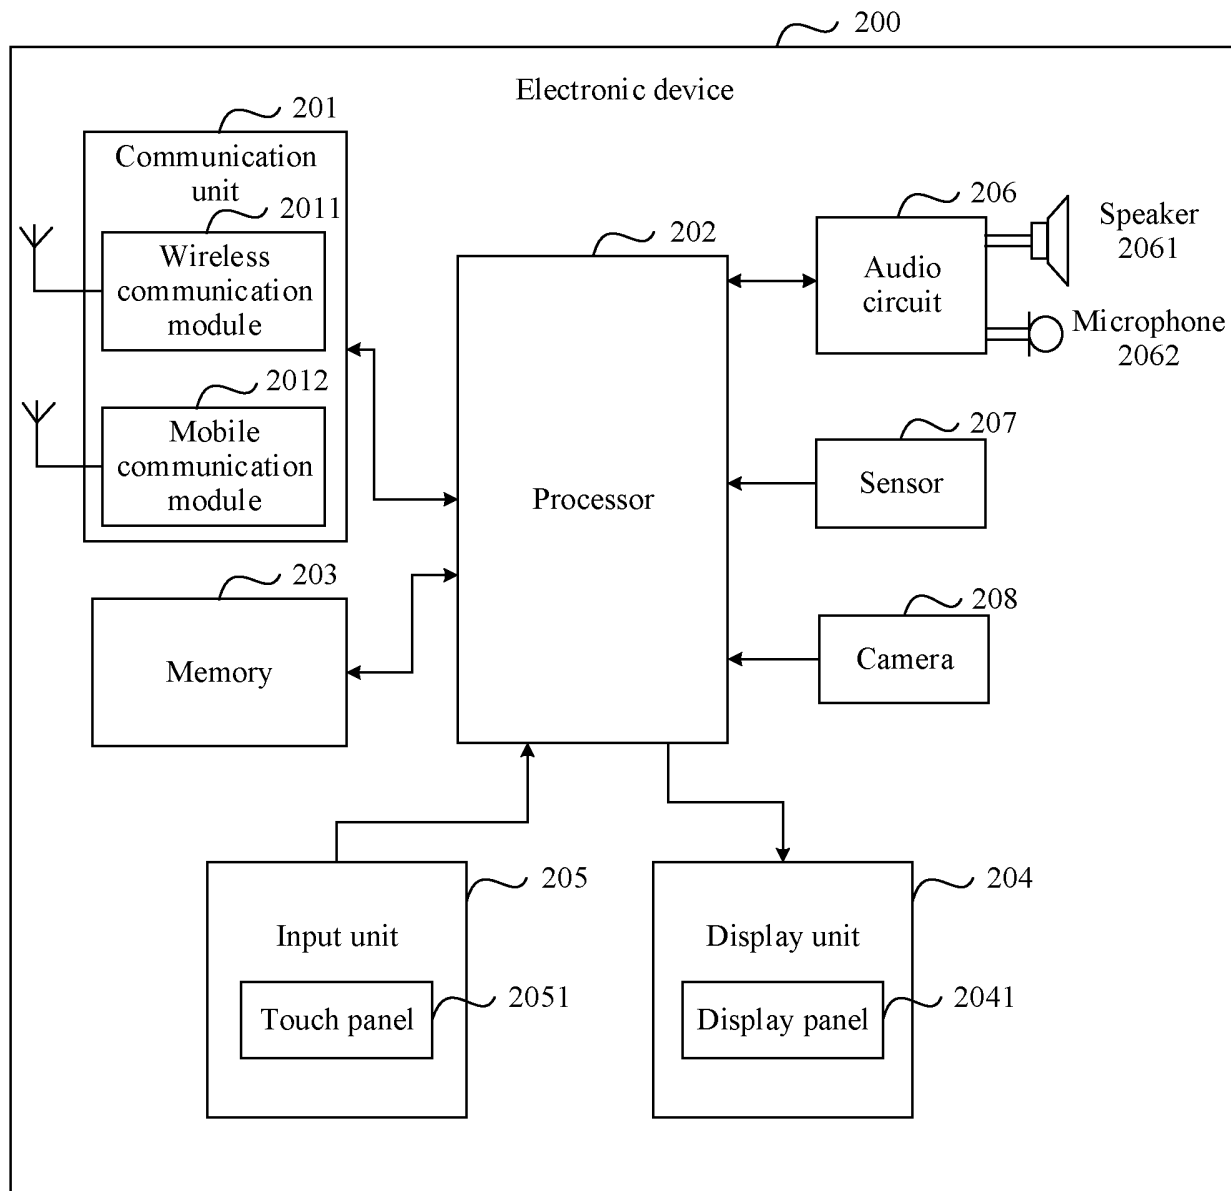 200
Electronic device
201
Communication
unit
2011
Wireless
communication
module
2012
Mobile
communication
module
202
Processor
206
Audio
circuit
Speaker
2061
Microphone
2062
207
Sensor
203
Memory
208
Camera
205
Input unit
2051
Touch panel
204
Display unit
2041
Display panel